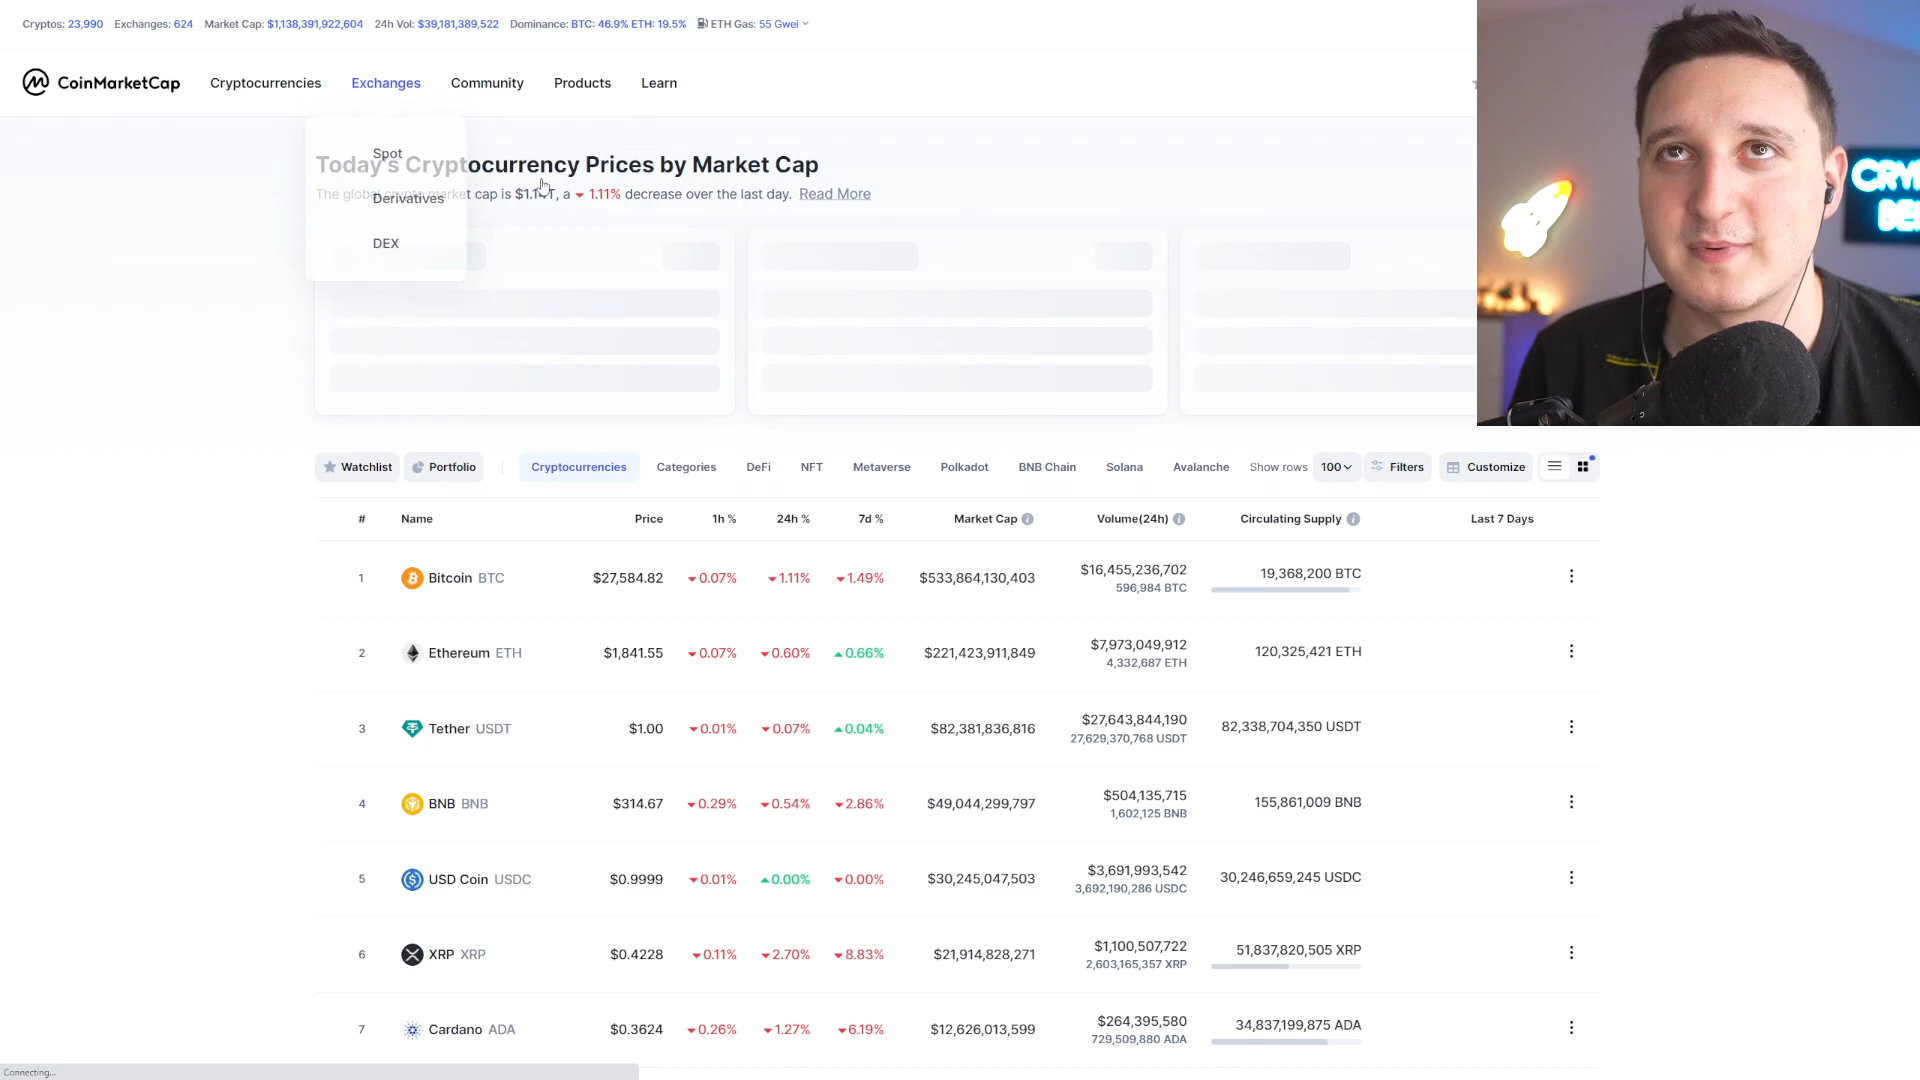 Cryptos: 23,990 Exchanges: 624 Market Cap: $1,138,391,922,604 24h Vol: $39,181,389,522 Dominance: BTC: 46.9% ETH: 19.5% ETH Gas: 55 Gwei
CoinMarketCap Cryptocurrencies Exchanges Community Products Learn
Spot
Derivatives
DEX
Today's Cryptocurrency Prices by Market Cap
The global crypto market cap is $1.14T, a 1.11% decrease over the last day. Read More
Watchlist Portfolio Cryptocurrencies Categories DeFi NFT Metaverse Polkadot BNB Chain Solana Avalanche Show rows 100 Filters Customize
# Name Price 1h % 24h % 7d % Market Cap Volume(24h) Circulating Supply Last 7 Days
1 Bitcoin BTC $27,584.82 0.07% 1.11% 1.49% $533,864,130,403 $16,455,236,702 19,368,200 BTC
596,984 BTC
2 Ethereum ETH $1,841.55 0.07% 0.60% 0.66% $221,423,911,849 $7,973,049,912 120,325,421 ETH
4,332,687 ETH
3 Tether USDT $1.00 0.01% 0.07% 0.04% $82,381,836,816 $27,643,844,190 82,338,704,350 USDT
27,629,370,768 USDT
4 BNB BNB $314.67 0.29% 0.54% 2.86% $49,044,299,797 $504,135,715 155,861,009 BNB
1,602,125 BNB
5 USD Coin USDC $0.9999 0.01% 0.00% 0.00% $30,245,047,503 $3,691,993,542 30,246,659,245 USDC
3,692,190,286 USDC
6 XRP XRP $0.4228 0.11% 2.70% 8.83% $21,914,828,271 $1,100,507,722 51,837,820,505 XRP
2,603,165,357 XRP
7 Cardano ADA $0.3624 0.26% 1.27% 6.19% $12,626,013,599 $264,395,580 34,837,199,875 ADA
729,509,880 ADA
Connecting...